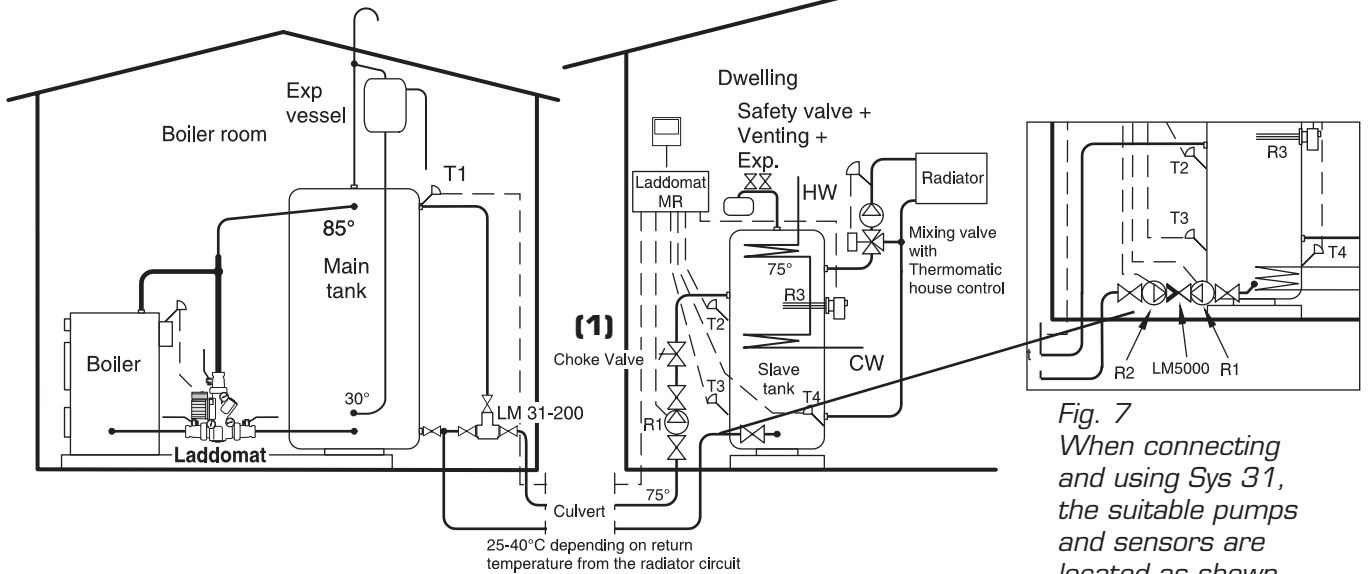 Boiler room
Exp
vessel
T1
85°
Main
tank
Boiler
30°
LM 31-200
Laddomat
Culvert
25-40°C depending on return
temperature from the radiator circuit
Dwelling
Safety valve +
Venting +
Exp.
Laddomat
MR
HW
Radiator
Mixing valve
with
Thermomatic
house control
75°
R3
(1)
Choke Valve
T2
T3
Slave
tank
CW
T4
R1
75°
R3
T2
T3
T4
t
R2
LM5000
R1
Fig. 7
When connecting
and using Sys 31,
the suitable pumps
and sensors are
located as shown